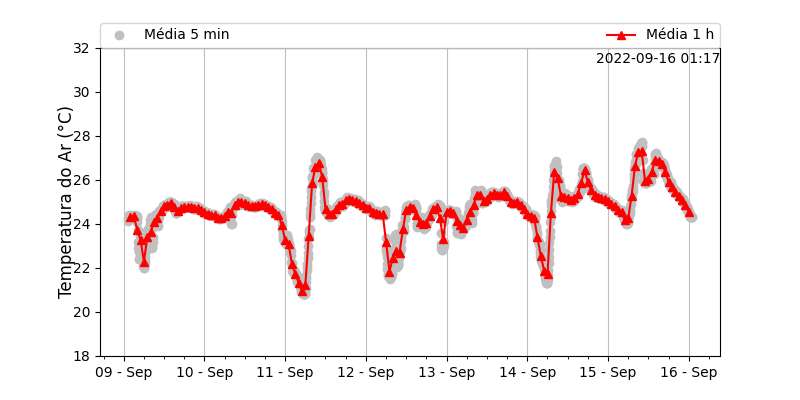 Média 5 min
Média 1 h
2022-09-16 01:17
Temperatura do Ar (°C)
32
30
28
26
24
22
20
18
09 - Sep
10 - Sep
11 - Sep
12 - Sep
13 - Sep
14 - Sep
15 - Sep
16 - Sep